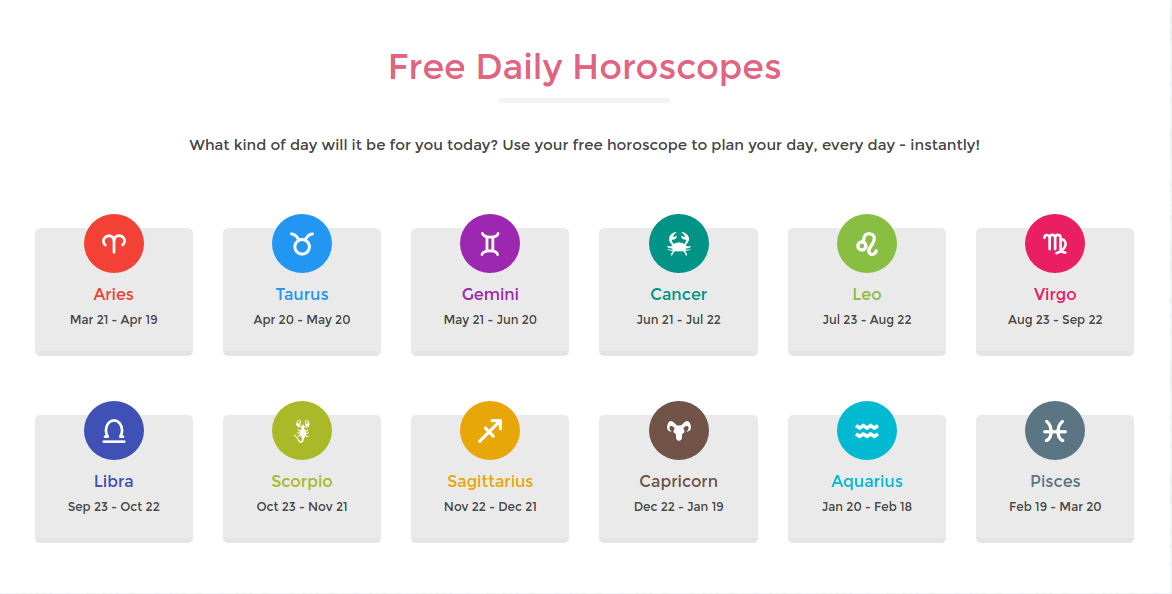 Free Daily Horoscopes
What kind of day will it be for you today? Use your free horoscope to plan your day, every day - instantly!
Aries
Mar 21 - Apr 19
Taurus
Apr 20 - May 20
Gemini
May 21 - Jun 20
Cancer
Jun 21 - Jul 22
Leo
Jul 23 - Aug 22
Virgo
Aug 23 - Sep 22
Libra
Sep 23 - Oct 22
Scorpio
Oct 23 - Nov 21
Sagittarius
Nov 22 - Dec 21
Capricorn
Dec 22 - Jan 19
Aquarius
Jan 20 - Feb 18
Pisces
Feb 19 - Mar 20